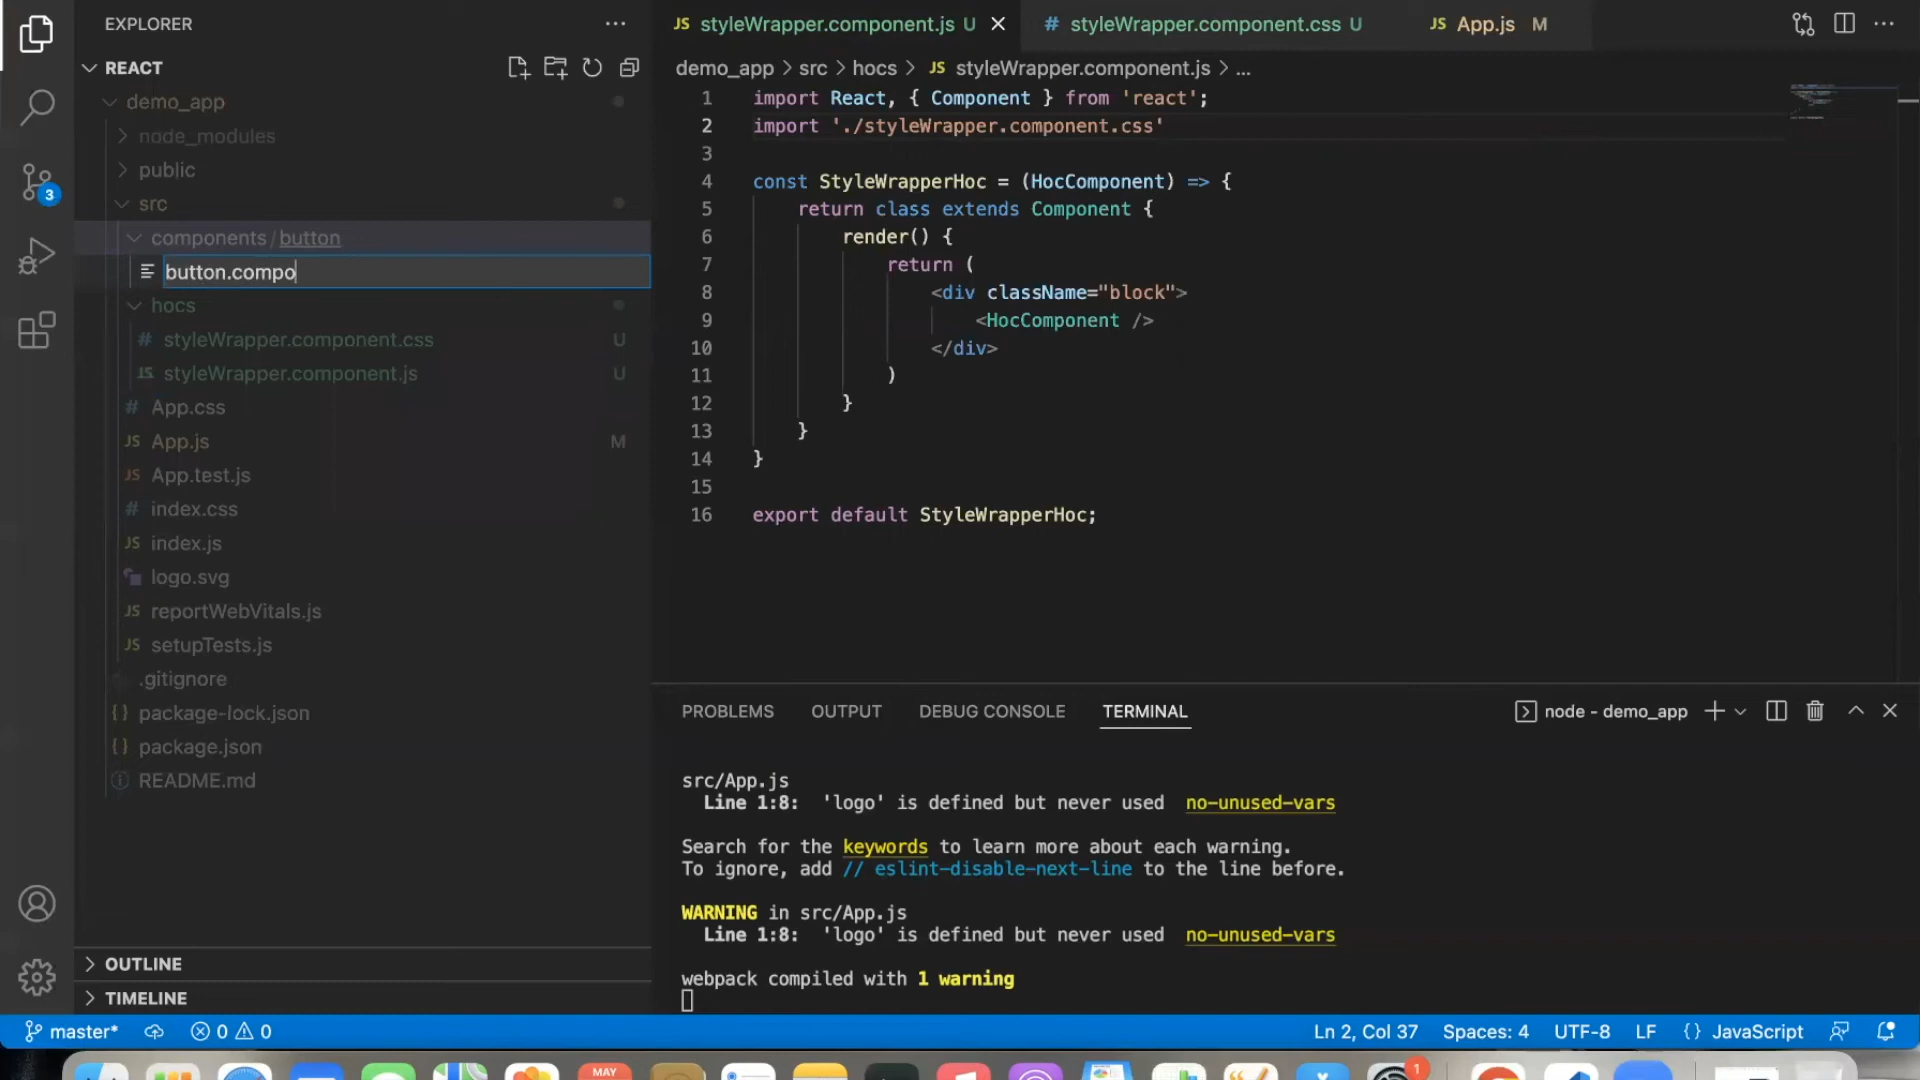 EXPLORER
REACT
demo_app
node_modules
public
src
components / button
button.compo
hocs
# styleWrapper.component.css U
JS styleWrapper.component.js U
# App.css
JS App.js M
JS App.test.js
# index.css
JS index.js
logo.svg
JS reportWebVitals.js
JS setupTests.js
.gitignore
{} package-lock.json
{} package.json
README.md
OUTLINE
TIMELINE
3
JS styleWrapper.component.js U
# styleWrapper.component.css U
JS App.js M
demo_app > src > hocs > JS styleWrapper.component.js > ...
1 import React, { Component } from 'react';
2 import './styleWrapper.component.css'
3
4 const StyleWrapperHoc = (HocComponent) => {
5 return class extends Component {
6 render() {
7 return (
8 <div className="block">
9 <HocComponent />
10 </div>
11 )
12 }
13 }
14 }
15
16 export default StyleWrapperHoc;
PROBLEMS OUTPUT DEBUG CONSOLE TERMINAL
node - demo_app
src/App.js
Line 1:8: 'logo' is defined but never used no-unused-vars
Search for the keywords to learn more about each warning.
To ignore, add // eslint-disable-next-line to the line before.
WARNING in src/App.js
Line 1:8: 'logo' is defined but never used no-unused-vars
webpack compiled with 1 warning
master* 0 0
Ln 2, Col 37 Spaces: 4 UTF-8 LF {} JavaScript
MAY
1